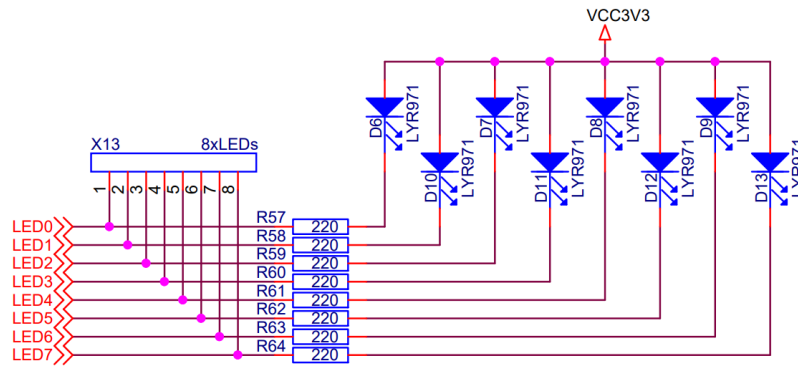 VCC3V3
D6 LYR971
D7 LYR971
D8 LYR971
D9 LYR971
D10 LYR971
D11 LYR971
D12 LYR971
D13 LYR971
X13 8xLEDs
1 2 3 4 5 6 7 8
LED0 R57 220
LED1 R58 220
LED2 R59 220
LED3 R60 220
LED4 R61 220
LED5 R62 220
LED6 R63 220
LED7 R64 220